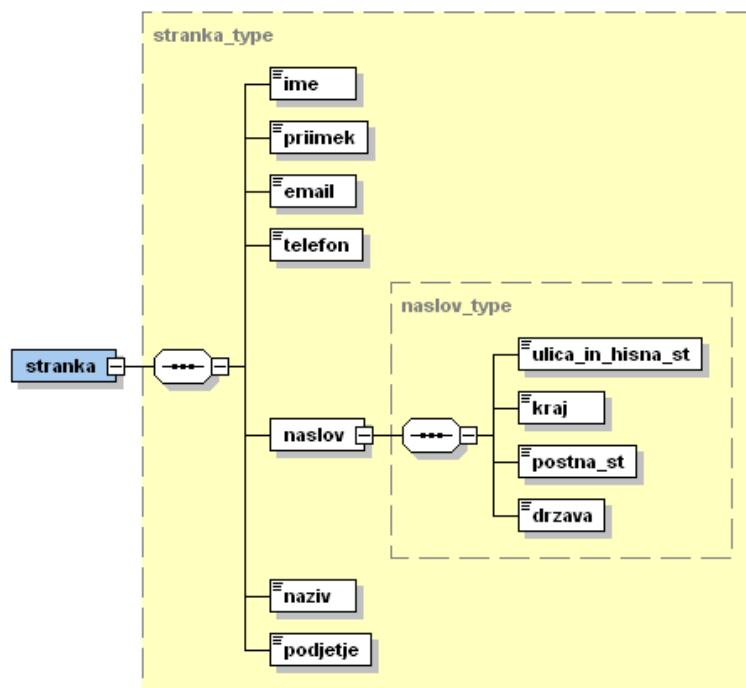 stranka_type
ime
priimek
email
telefon
naslov_type
stranka
ulica_in_hisna_st
kraj
naslov
postna_st
drzava
naziv
podjetje